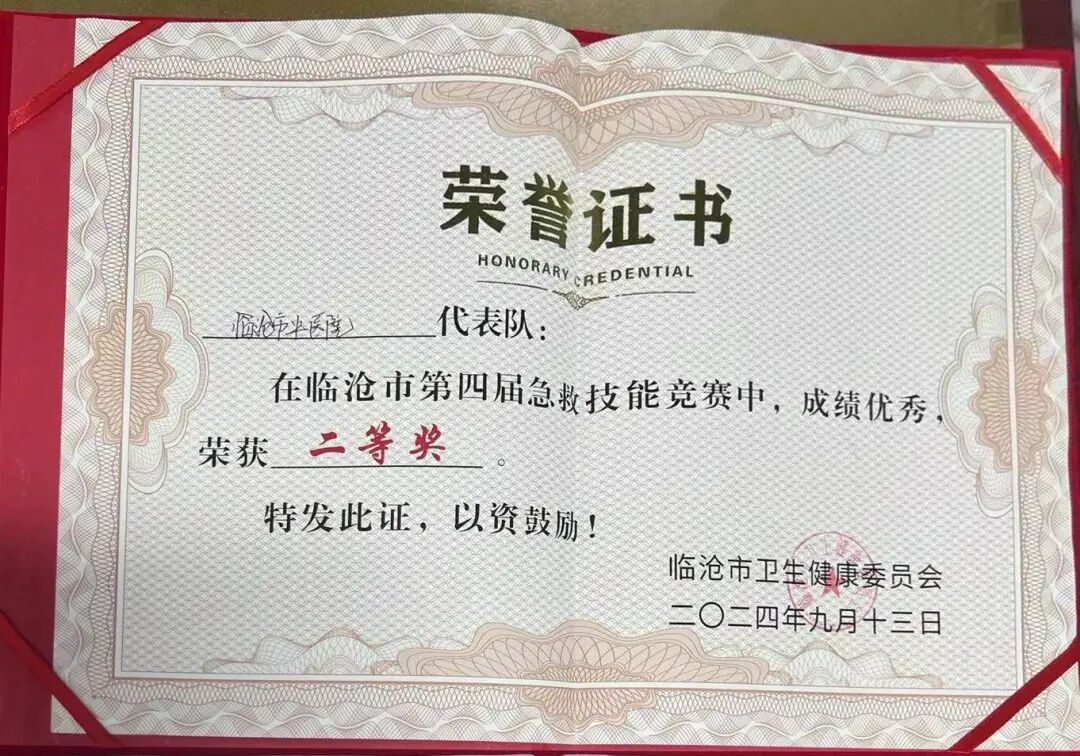 荣誉证书
HONORARY CREDENTIAL
临沧市中医医院代表队：
在临沧市第四届急救技能竞赛中，成绩优秀，
荣获二等奖。
特发此证，以资鼓励！
临沧市卫生健康委员会
二〇二四年九月十三日